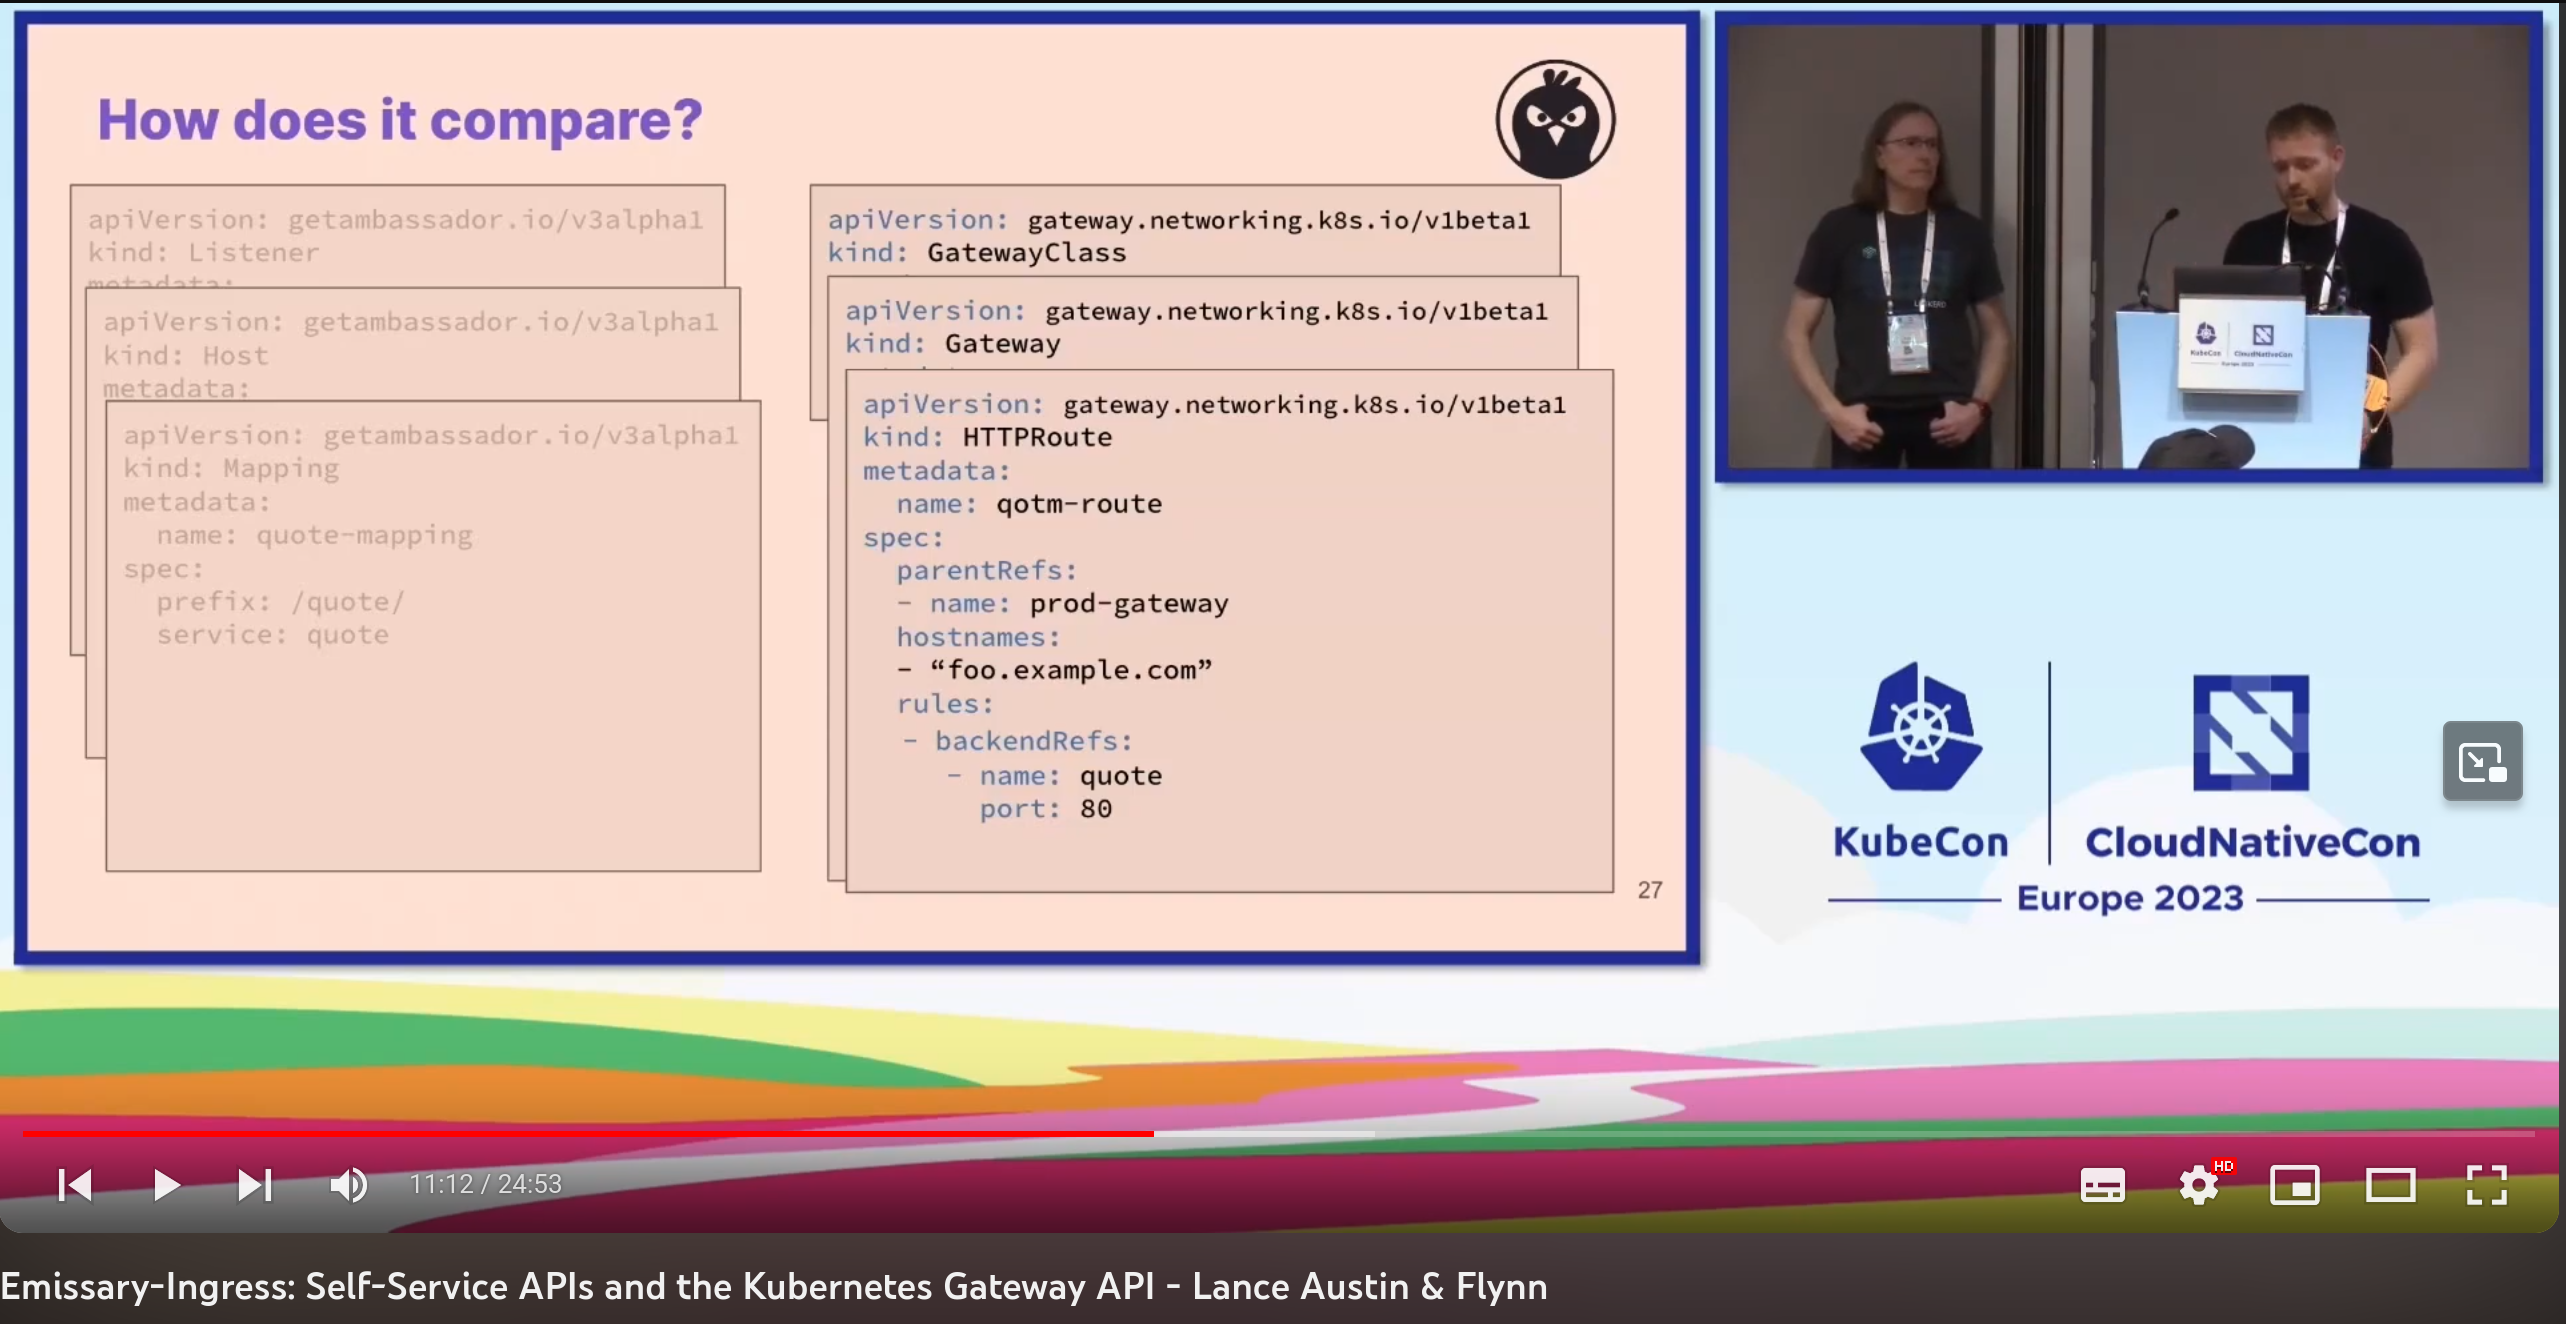 How does it compare?
apiVersion: getambassador.io/v3alpha1
kind: Listener
metadata:
apiVersion: getambassador.io/v3alpha1
kind: Host
metadata:
apiVersion: getambassador.io/v3alpha1
kind: Mapping
metadata:
name: quote-mapping
spec:
prefix: /quote/
service: quote
apiVersion: gateway.networking.k8s.io/v1beta1
kind: GatewayClass
apiVersion: gateway.networking.k8s.io/v1beta1
kind: Gateway
apiVersion: gateway.networking.k8s.io/v1beta1
kind: HTTPRoute
metadata:
name: qotm-route
spec:
parentRefs:
- name: prod-gateway
hostnames:
- “foo.example.com”
rules:
- backendRefs:
- name: quote
port: 80
27
KubeCon
CloudNativeCon
Europe 2023
KubeCon
CloudNativeCon
Europe 2023
11:12 / 24:53
HD
Emissary-Ingress: Self-Service APIs and the Kubernetes Gateway API - Lance Austin & Flynn